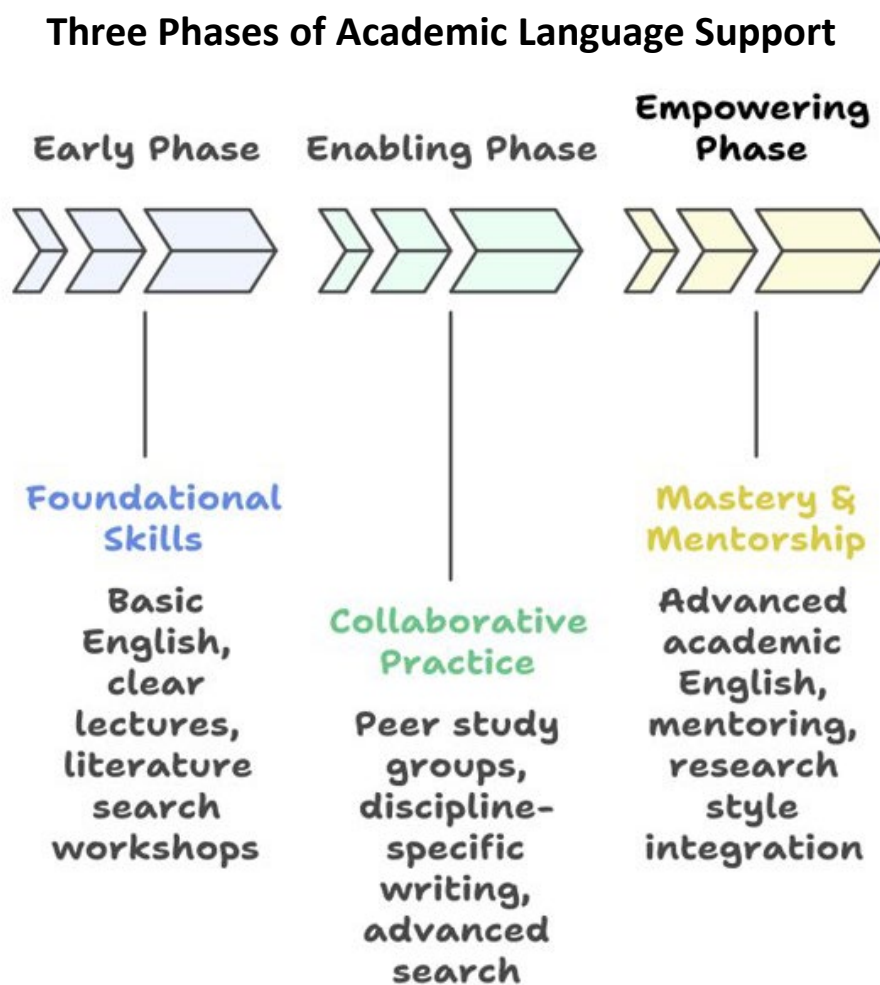 Three Phases of Academic Language Support
Early Phase
Enabling Phase
Empowering
Phase
Foundational
Skills
Basic
English,
clear
lectures,
literature
search
workshops
Collaborative
Practice
Peer study
groups,
discipline-
specific
writing,
advanced
search
Mastery &
Mentorship
Advanced
academic
English,
mentoring,
research
style
integration